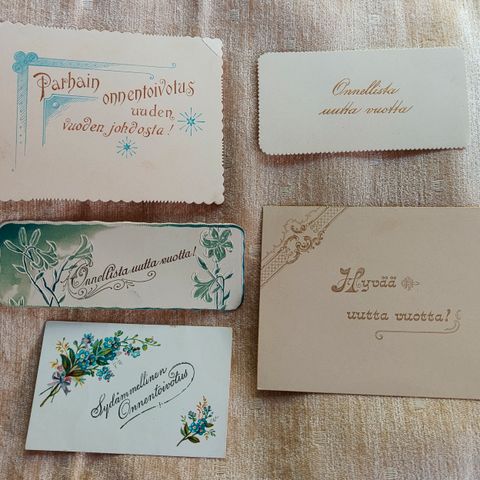 Parhain
onnentoivotus
uuden
vuoden johdosta!
Onnellista
uutta vuotta
Onnellista uutta vuotta!
Hyvää
uutta vuotta!
Sydämmellinen
Onnentoivotus